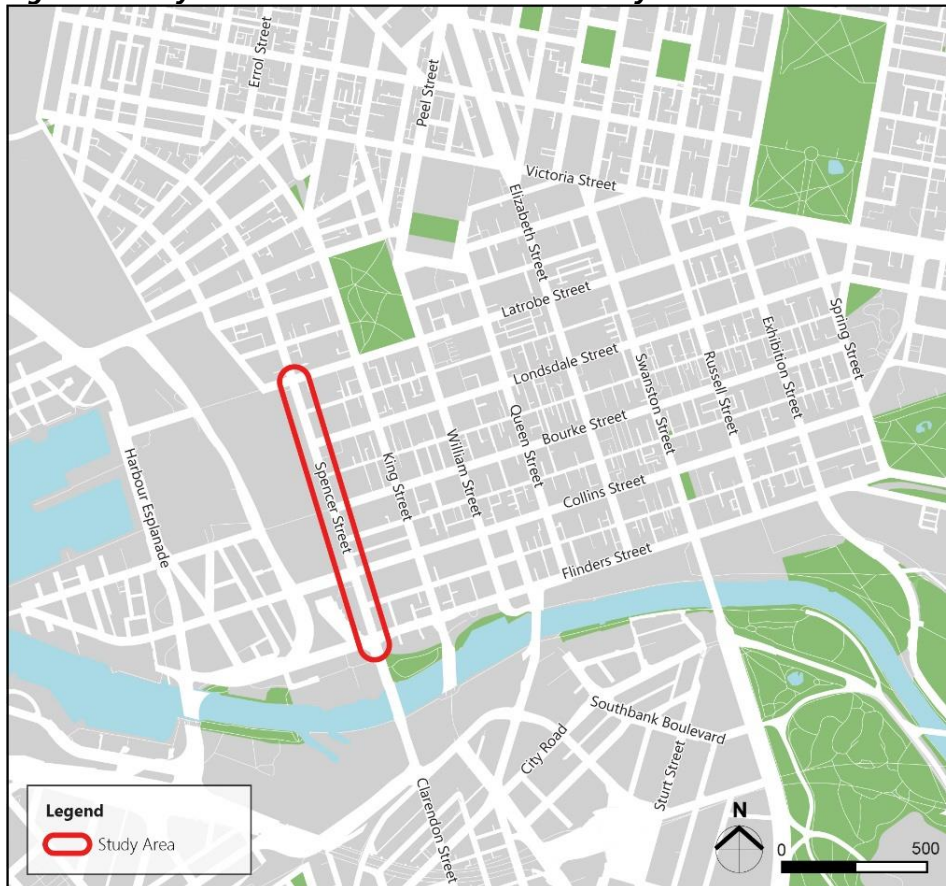 Errol Street
Peel Street
Victoria Street
Elizabeth Street
Latrobe Street
Londsdale Street
Spring Street
Exhibition Street
Russell Street
Swanston Street
Queen Street
Bourke Street
William Street
King Street
Collins Street
Spencer Street
Harbour Esplanade
Flinders Street
Southbank Boulevard
City Road
Sturt Street
Clarendon Street
Legend
Study Area
N
0 500